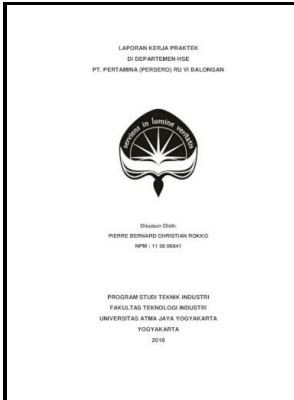 LAPORAN KERJA PRAKTEK
DI DEPARTEMEN HSE
PT. PERTAMINA (PERSERO) RU VI BALONGAN
serviens in lumine veritatis
Disusun Oleh:
PIERRE BERNARD CHRISTIAN ROKKO
NPM : 11 06 06641
PROGRAM STUDI TEKNIK INDUSTRI
FAKULTAS TEKNOLOGI INDUSTRI
UNIVERSITAS ATMA JAYA YOGYAKARTA
YOGYAKARTA
2018